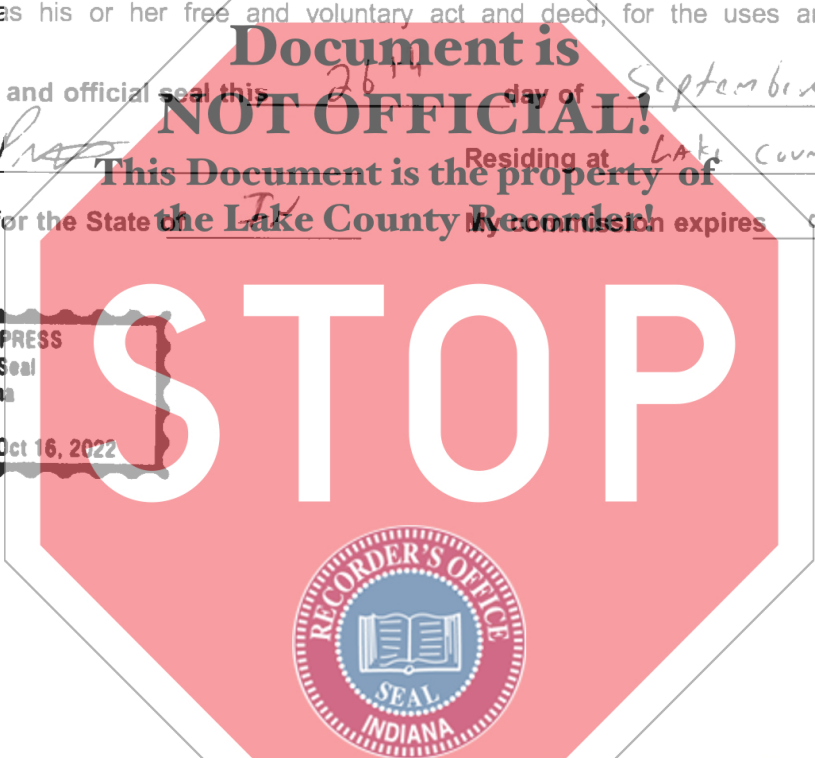 as his or her free and voluntary act and deed, for the uses
Document is
and official seal this 26th day of September
NOT OFFICIAL!
Residing at Lake
This Document is the property of
for the State of IN My commission expires
the Lake County Recorder!
PRESS
Seal
Oct 16, 2022
STOP
RECORDER'S OFFICE
SEAL
INDIANA